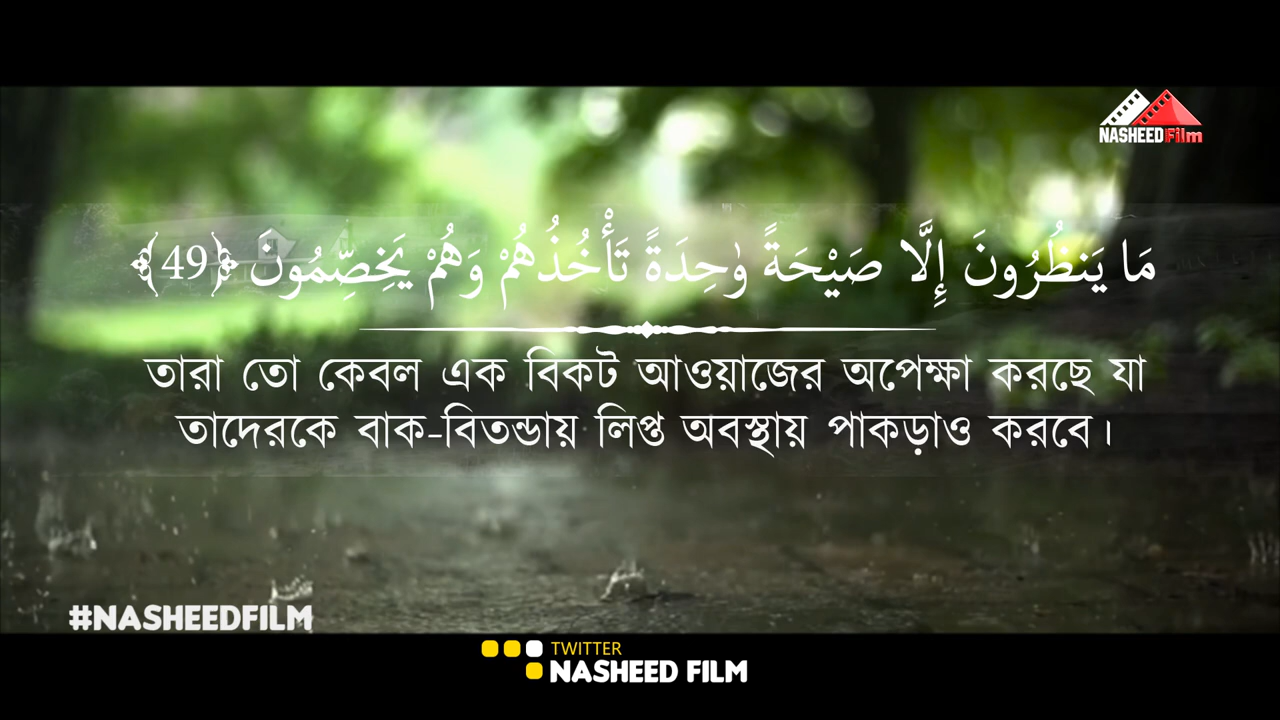 NASHEED Film
مَا يَنظُرُونَ إِلَّا صَيْحَةً وَٰحِدَةً تَأْخُذُهُمْ وَهُمْ يَخِصِّمُونَ ﴿49﴾
তারা তো কেবল এক বিকট আওয়াজের অপেক্ষা করছে যা
তাদেরকে বাক-বিতন্ডায় লিপ্ত অবস্থায় পাকড়াও করবে।
#NASHEEDFILM
TWITTER
NASHEED FILM